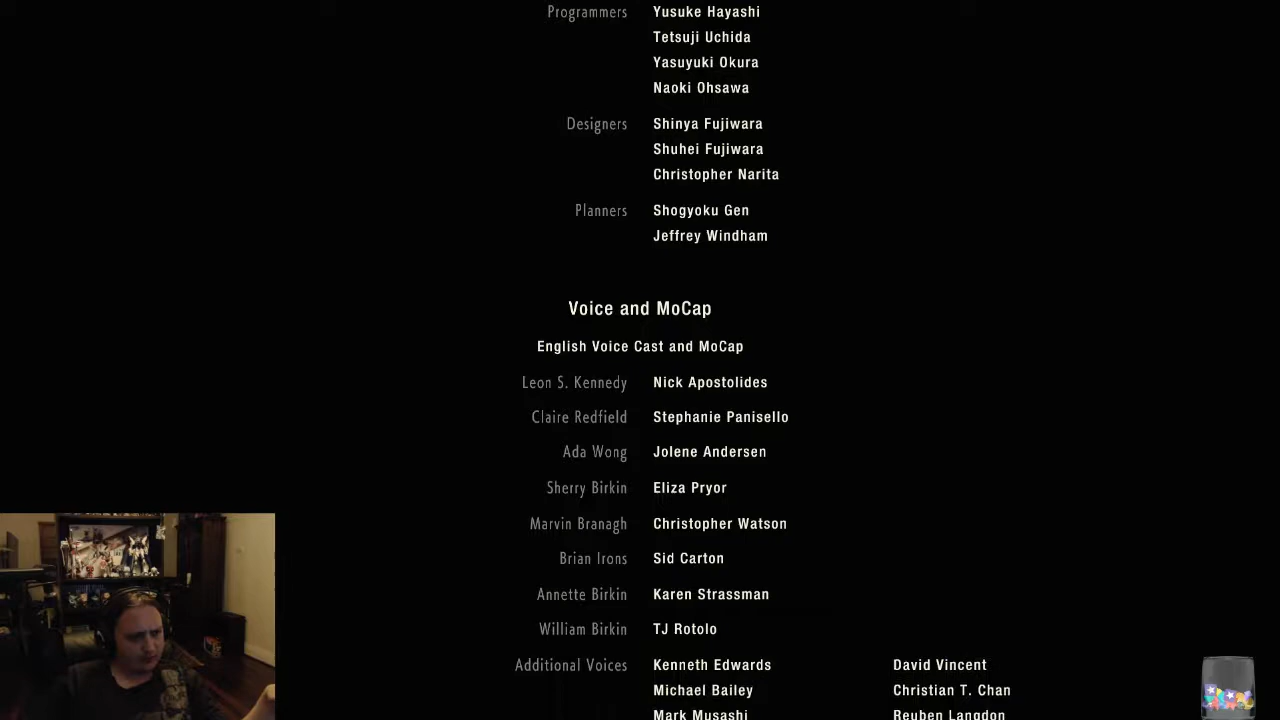 Programmers Yusuke Hayashi
Tetsuji Uchida
Yasuyuki Okura
Naoki Ohsawa
Designers Shinya Fujiwara
Shuhei Fujiwara
Christopher Narita
Planners Shogyoku Gen
Jeffrey Windham
Voice and MoCap
English Voice Cast and MoCap
Leon S. Kennedy Nick Apostolides
Claire Redfield Stephanie Panisello
Ada Wong Jolene Andersen
Sherry Birkin Eliza Pryor
Marvin Branagh Christopher Watson
Brian Irons Sid Carton
Annette Birkin Karen Strassman
William Birkin TJ Rotolo
Additional Voices Kenneth Edwards David Vincent
Michael Bailey Christian T. Chan
Mark Musashi Reuben Langdon